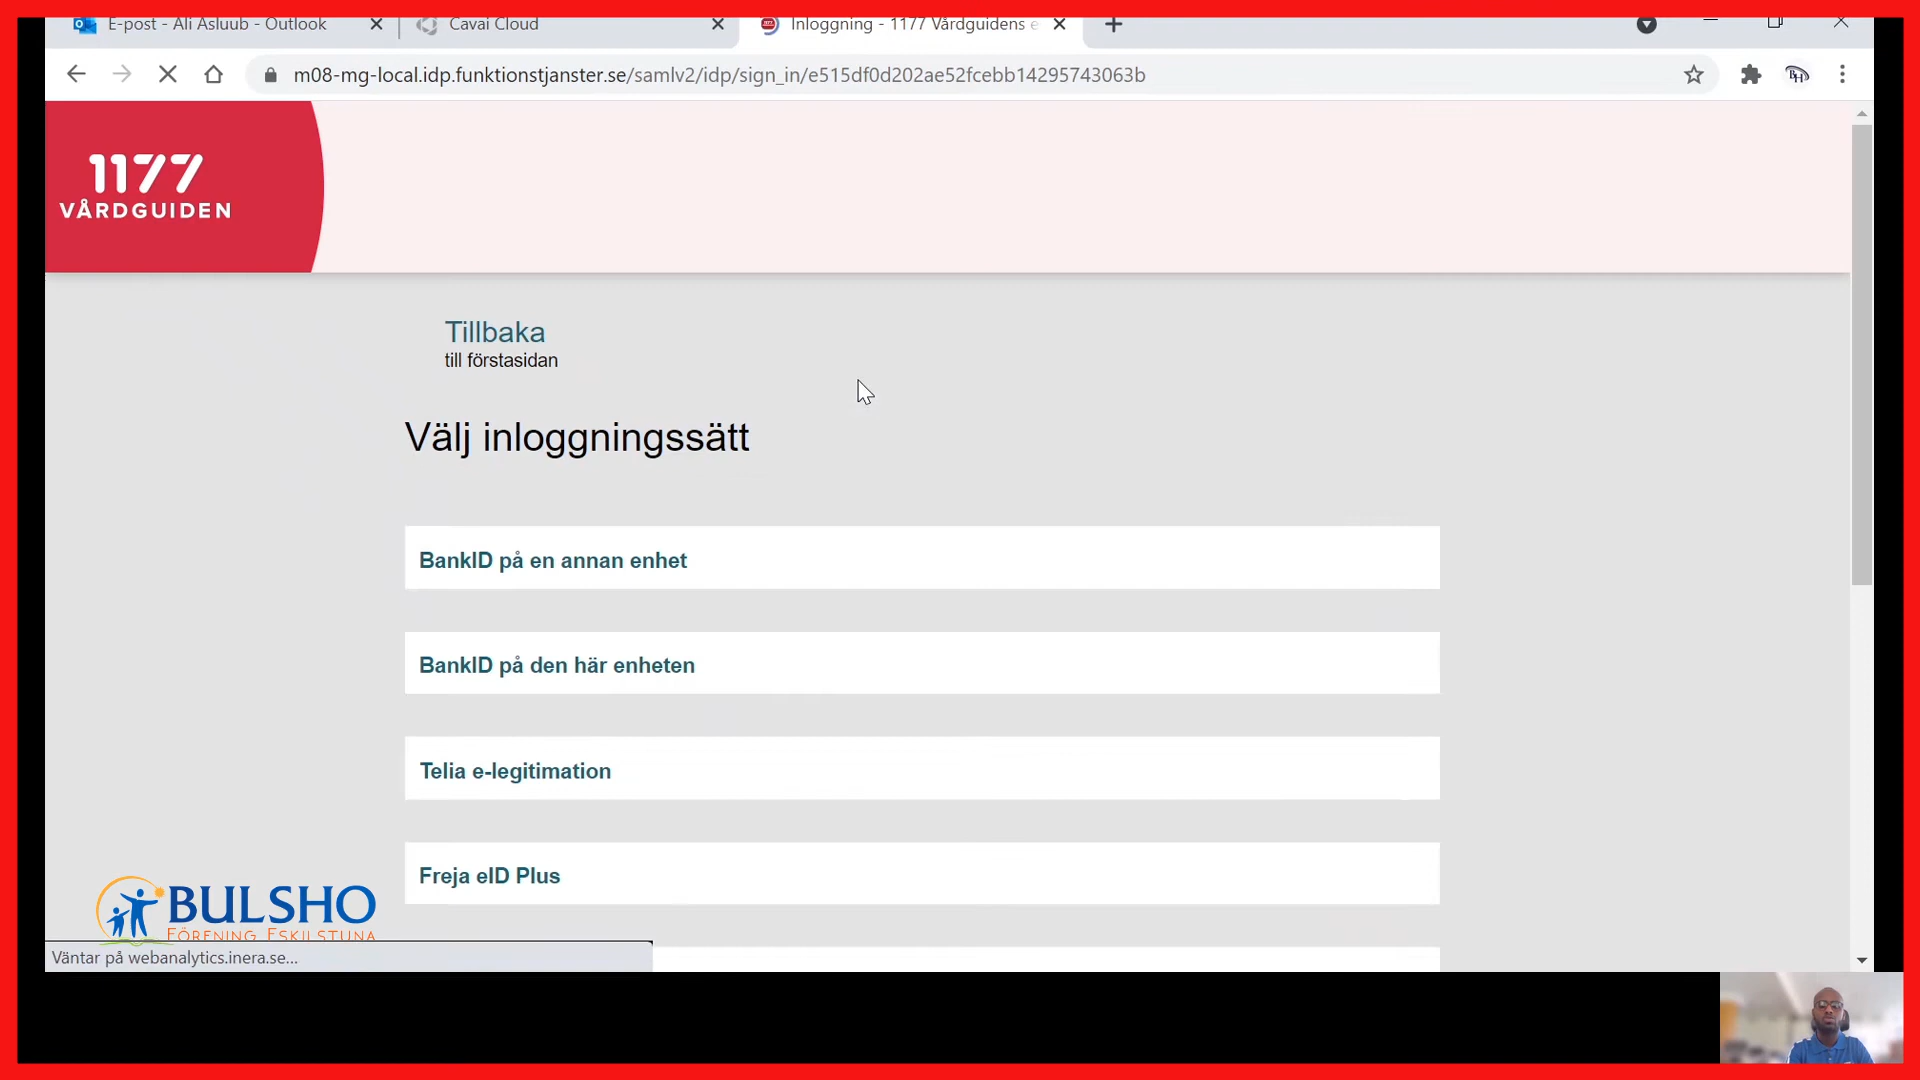 E-post - Ali Asluub - Outlook
Cavai Cloud
Inloggning - 1177 Vårdguidens e
m08-mg-local.idp.funktionstjanster.se/samlv2/idp/sign_in/e515df0d202ae52fcebb14295743063b
1177
VÅRDGUIDEN
Tillbaka
till förstasidan
Välj inloggningssätt
BankID på en annan enhet
BankID på den här enheten
Telia e-legitimation
Freja eID Plus
BULSHO
FÖRENING ESKILSTUNA
Väntar på webanalytics.inera.se...